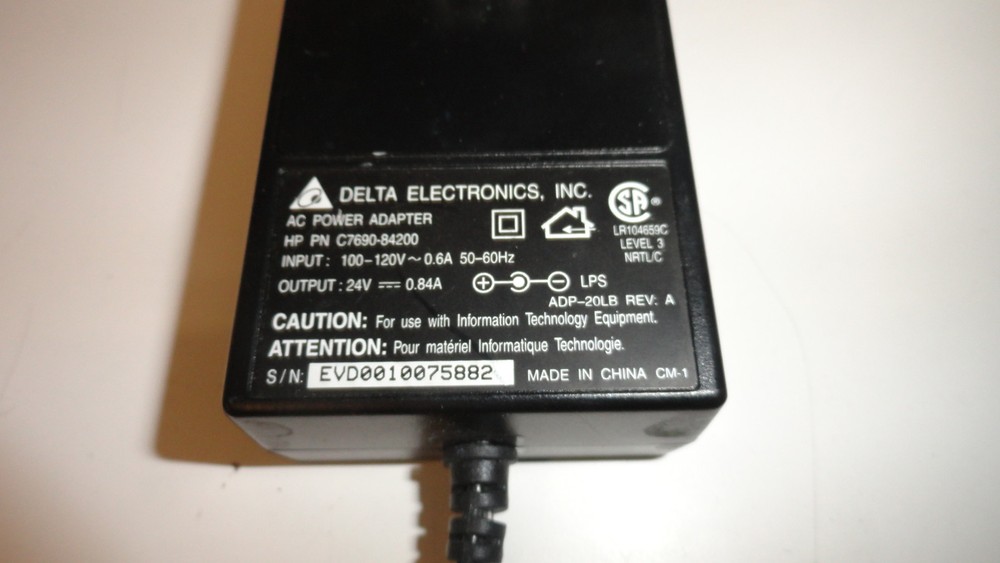 DELTA ELECTRONICS, INC.
AC POWER ADAPTER
HP PN C7690-84200
INPUT: 100-120V~0.6A 50-60Hz
OUTPUT: 24V ⎓ 0.84A
+ - LPS
SA ®
LR104659C
LEVEL 3
NRTL/C
ADP-20LB REV: A
CAUTION: For use with Information Technology Equipment.
ATTENTION: Pour matériel Informatique Technologie.
S/N: EVD0010075882 MADE IN CHINA CM-1